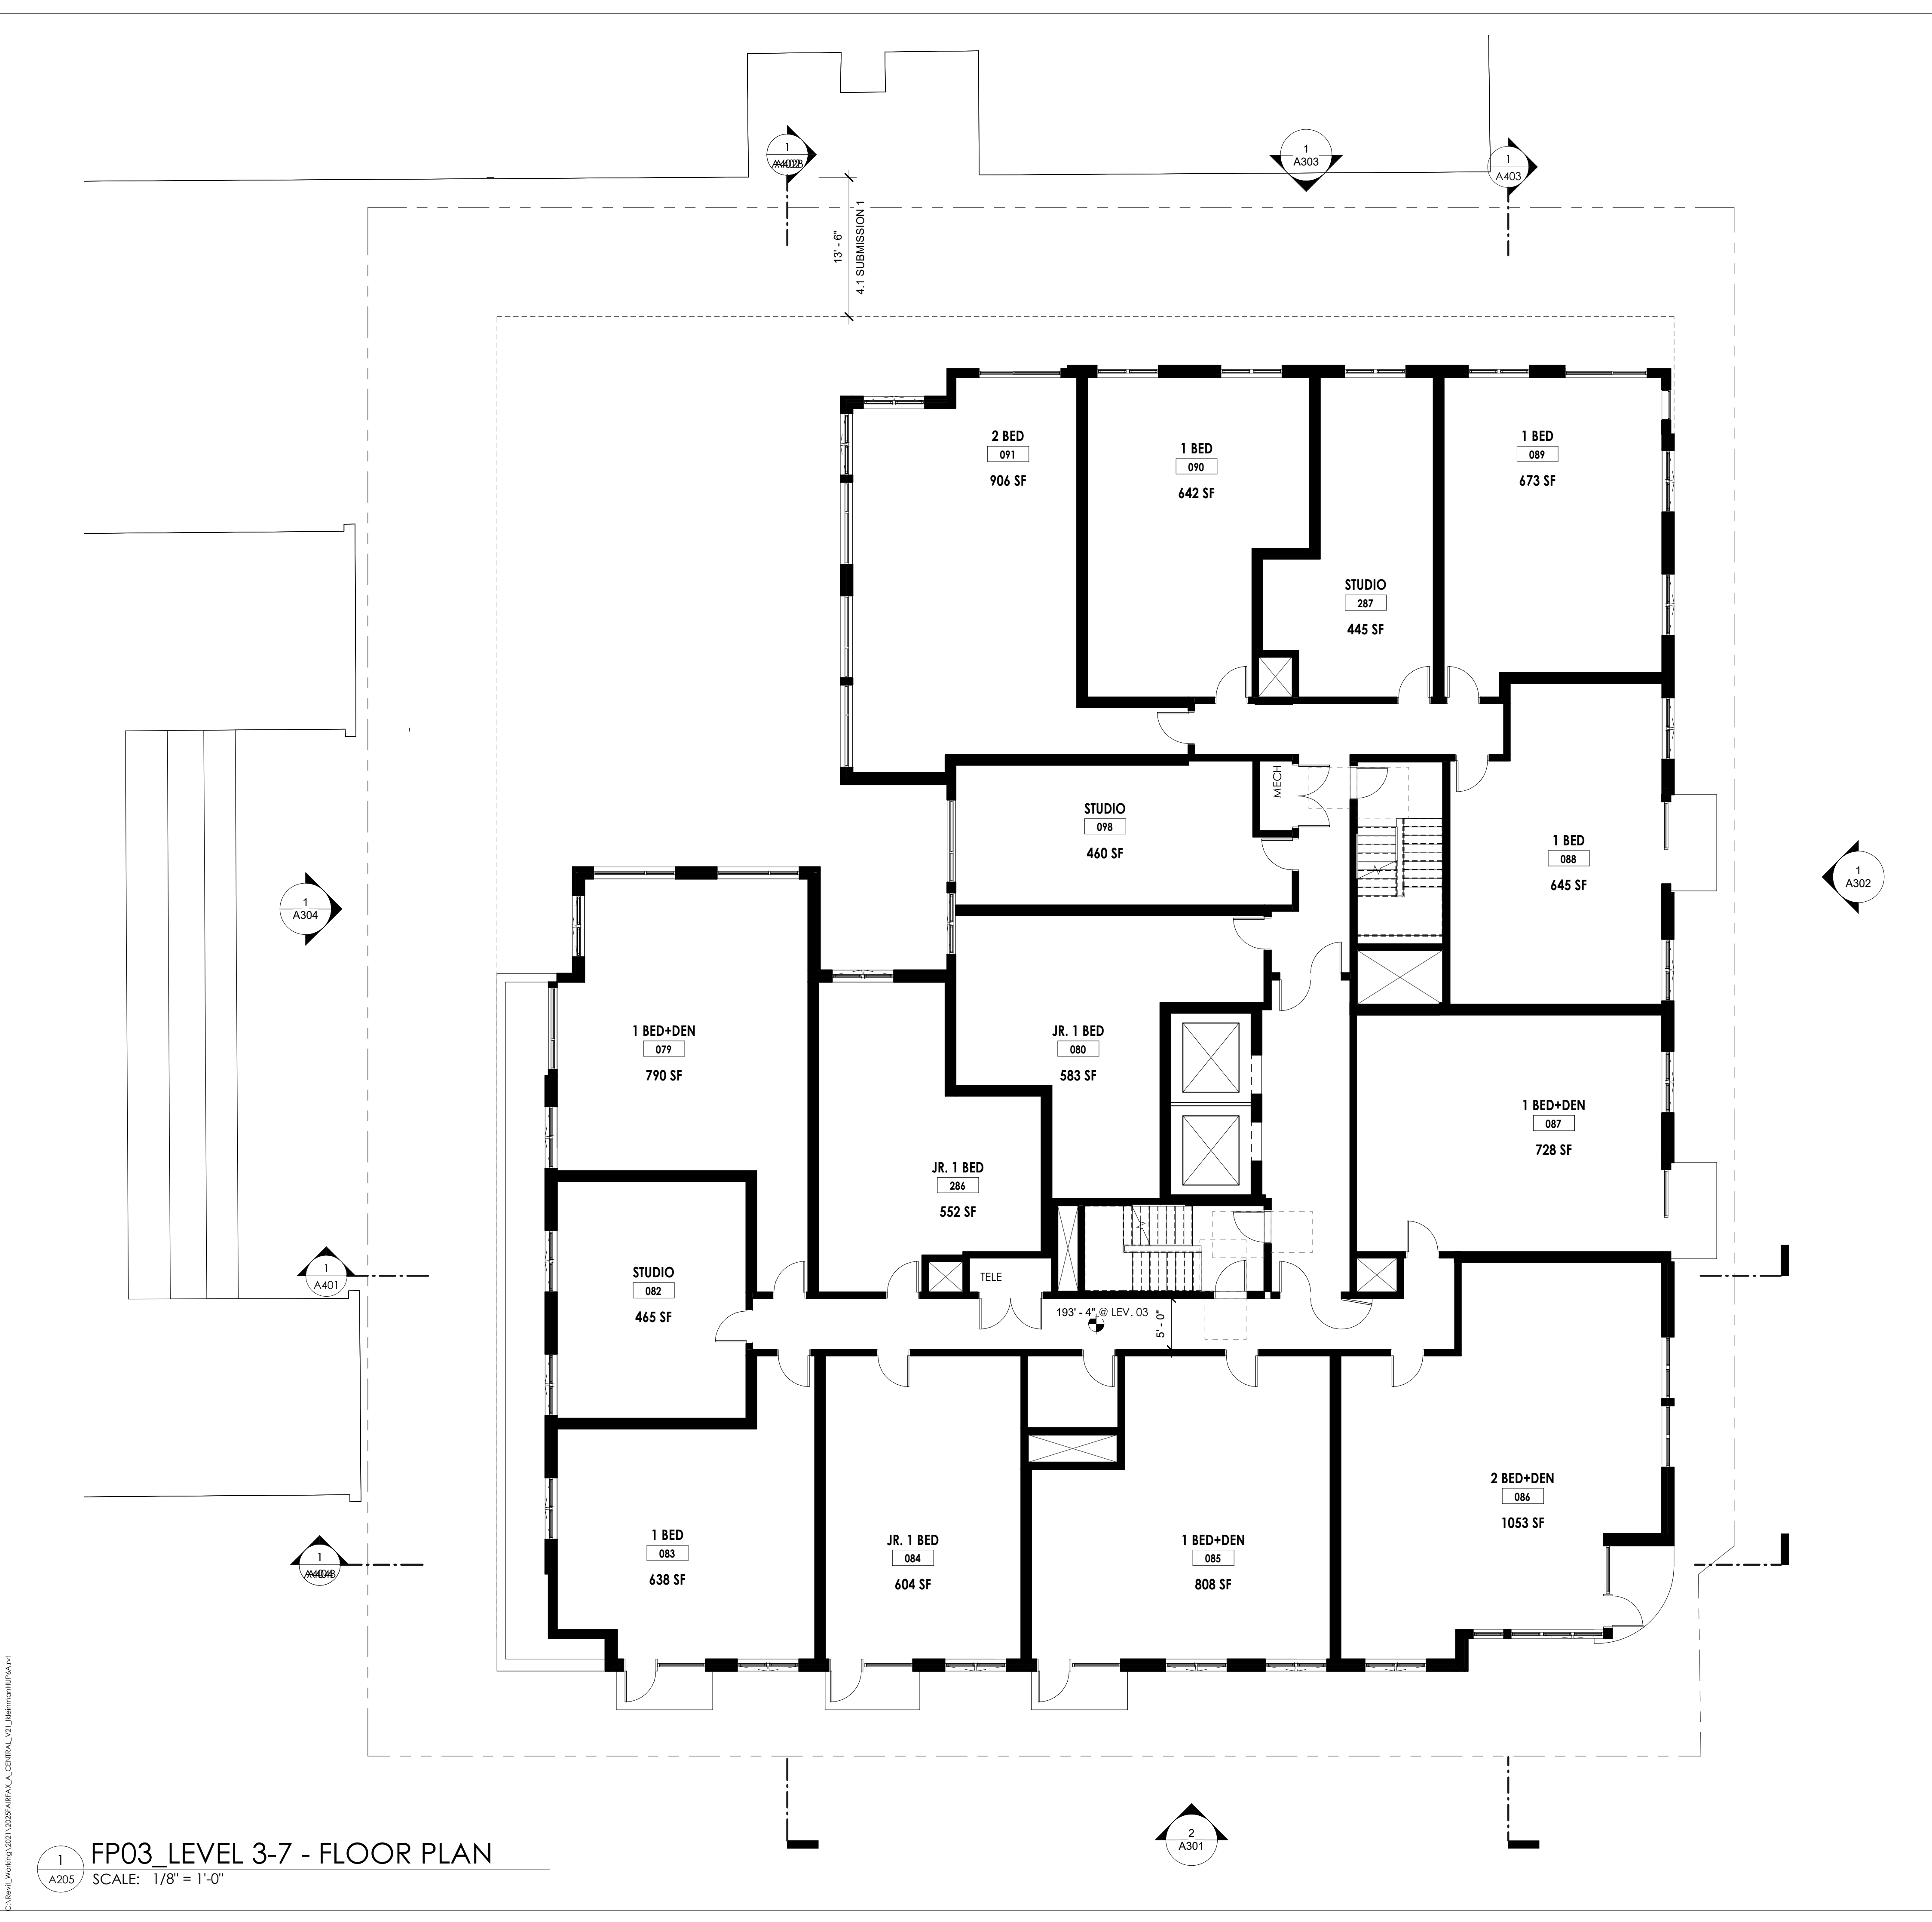 1
1
A303
1
A403
13' - 6"
4.1 SUBMISSION 1
2 BED
091
906 SF
1 BED
090
642 SF
1 BED
089
673 SF
STUDIO
287
445 SF
MECH
STUDIO
098
460 SF
1 BED
088
645 SF
1
A302
1
A304
1 BED+DEN
079
790 SF
JR. 1 BED
080
583 SF
1 BED+DEN
087
728 SF
JR. 1 BED
286
552 SF
1
A401
STUDIO
082
465 SF
TELE
193' - 4" @ LEV. 03
5' - 0"
2 BED+DEN
086
1053 SF
1 BED
083
638 SF
JR. 1 BED
084
604 SF
1 BED+DEN
085
808 SF
1
2
A301
1
A205
FP03_LEVEL 3-7 - FLOOR PLAN
SCALE: 1/8" = 1'-0"